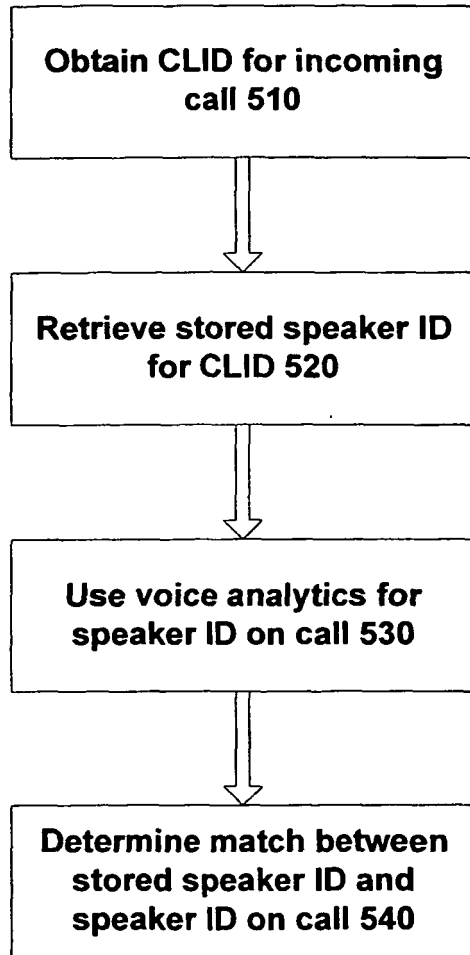 Obtain CLID for incoming
call 510
Retrieve stored speaker ID
for CLID 520
Use voice analytics for
speaker ID on call 530
Determine match between
stored speaker ID and
speaker ID on call 540